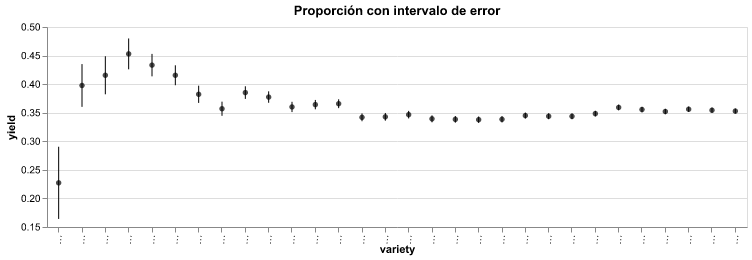 Proporción con intervalo de error
0.50
0.45
0.40
0.35
0.30
0.25
0.20
0.15
yield
… … … … … … … … … … … … … … … … … … … … … … … … … … … … … …
variety